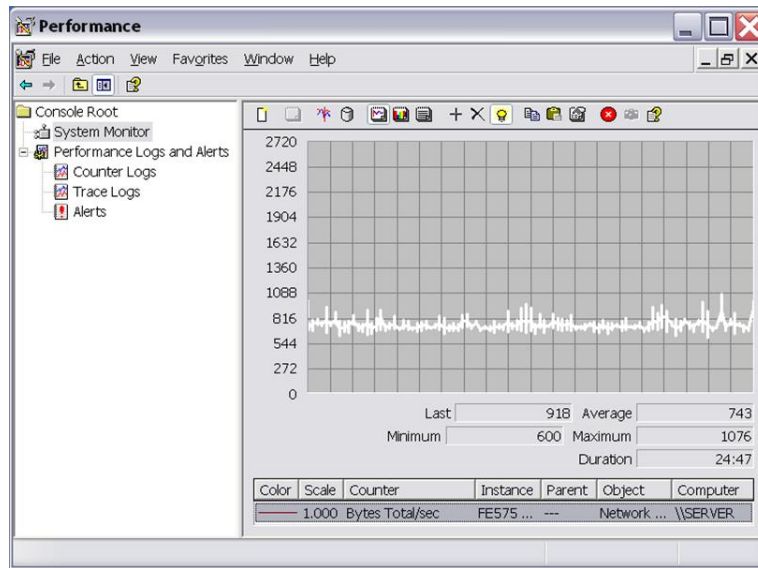 Performance
File Action View Favorites Window Help
Console Root
System Monitor
Performance Logs and Alerts
Counter Logs
Trace Logs
Alerts
2720
2448
2176
1904
1632
1360
1088
816
544
272
0
Last 918 Average 743
Minimum 600 Maximum 1076
Duration 24:47
Color Scale Counter Instance Parent Object Computer
1.000 Bytes Total/sec FE575 ... --- Network ... \\SERVER